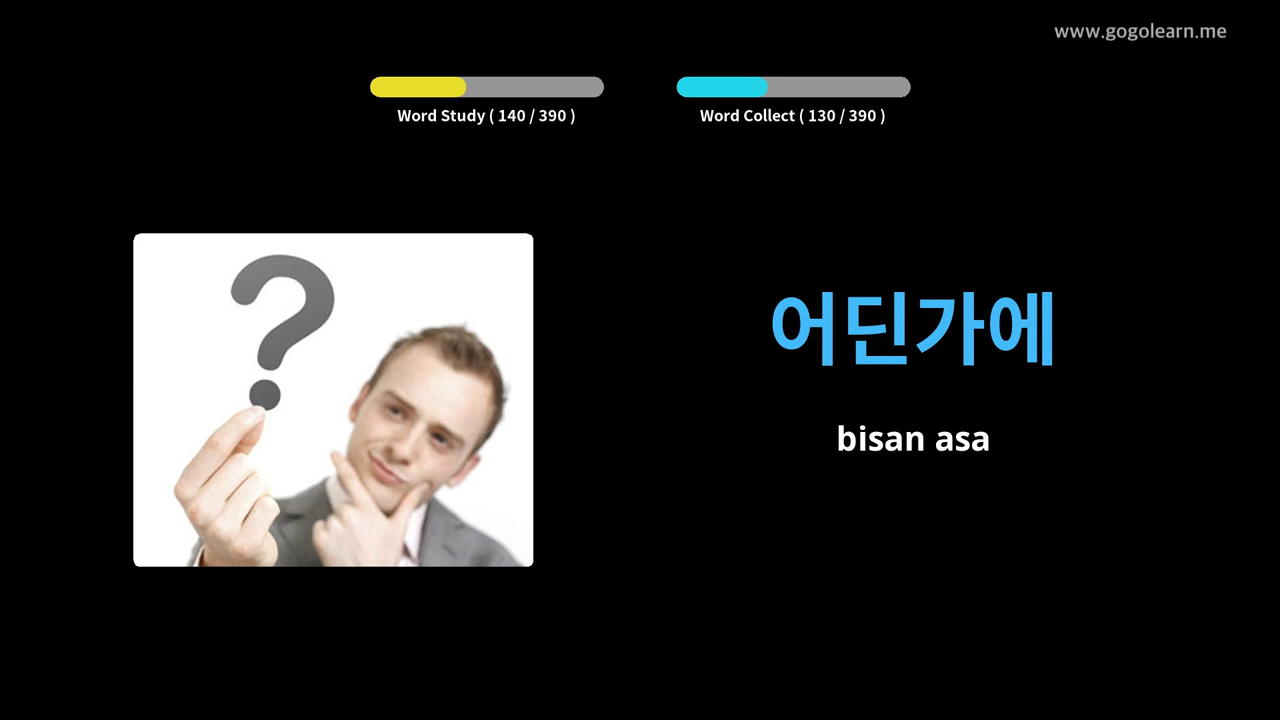 www.gogolearn.me
Word Study ( 140 / 390 )
Word Collect ( 130 / 390 )
?
어딘가에
bisan asa